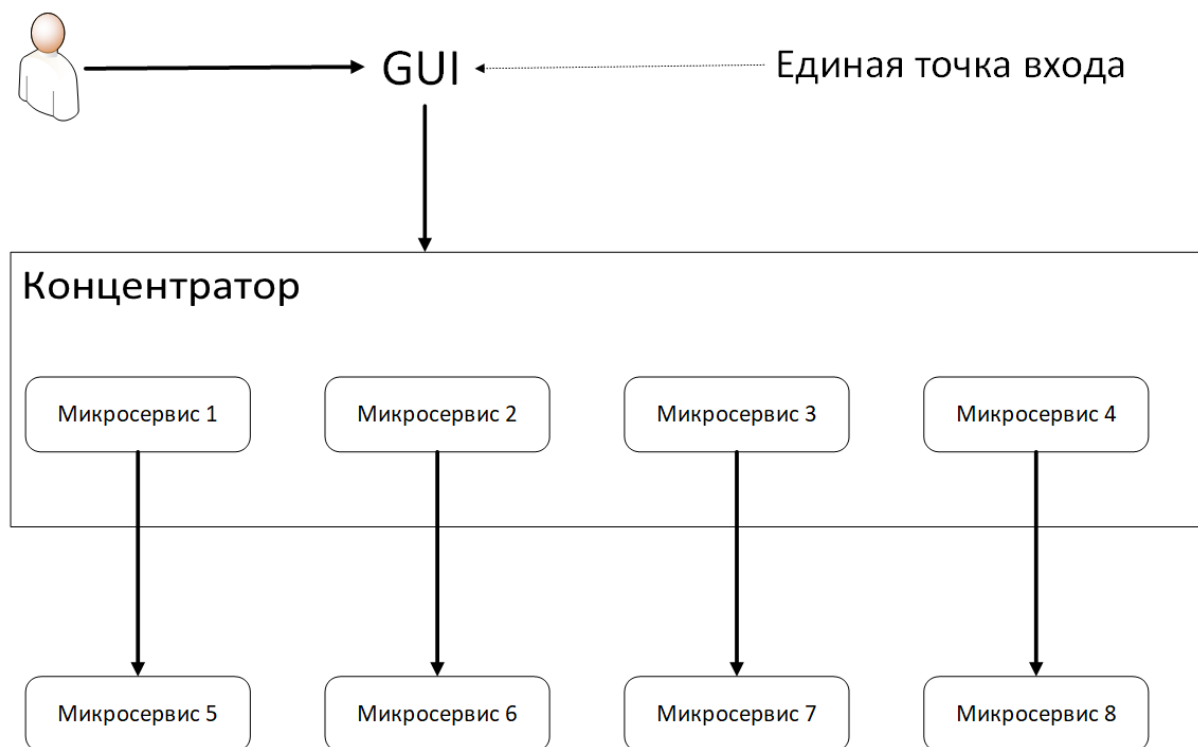 GUI
Единая точка входа
Концентратор
Микросервис 1
Микросервис 2
Микросервис 3
Микросервис 4
Микросервис 5
Микросервис 6
Микросервис 7
Микросервис 8